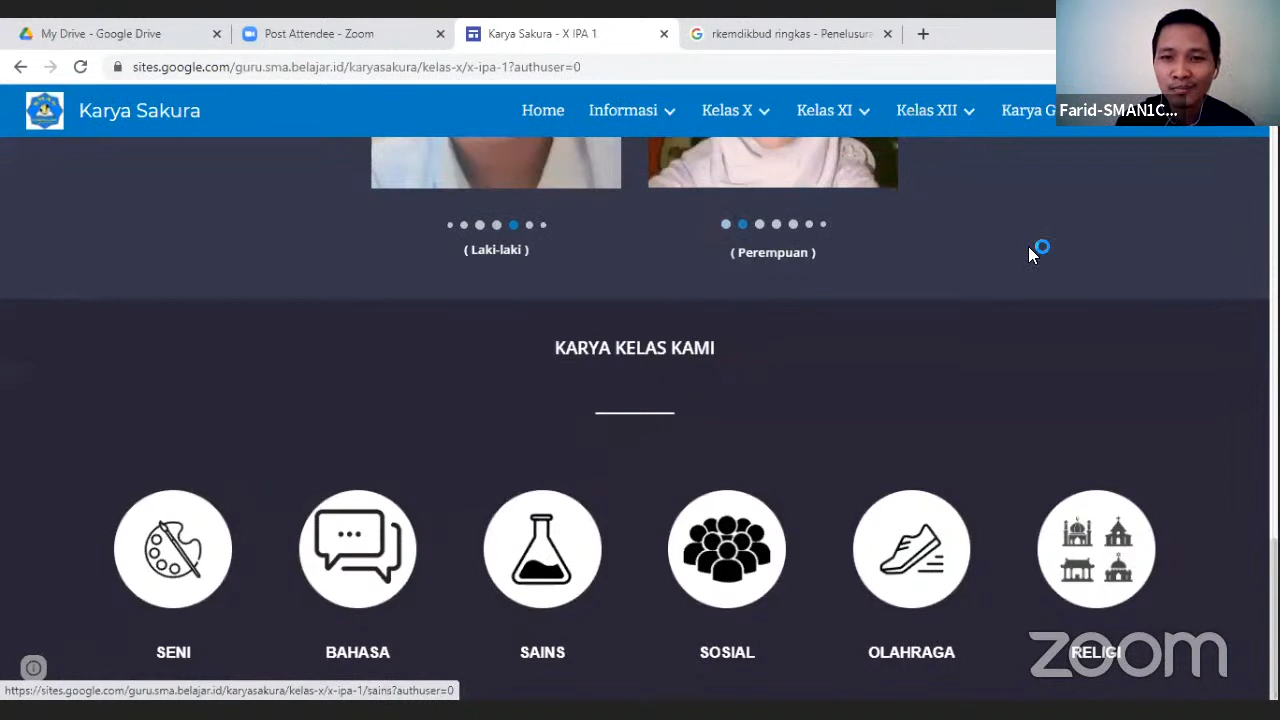 My Drive - Google Drive
Post Attendee - Zoom
Karya Sakura - X IPA 1
rkemdikbud ringkas - Penelusura
sites.google.com/guru.sma.belajar.id/karyasakura/kelas-x/x-ipa-1?authuser=0
Karya Sakura
Home
Informasi
Kelas X
Kelas XI
Kelas XII
Karya G
Farid-SMAN1C...
( Laki-laki )
( Perempuan )
KARYA KELAS KAMI
SENI
BAHASA
SAINS
SOSIAL
OLAHRAGA
RELIGI
zoom
https://sites.google.com/guru.sma.belajar.id/karyasakura/kelas-x/x-ipa-1/sains?authuser=0